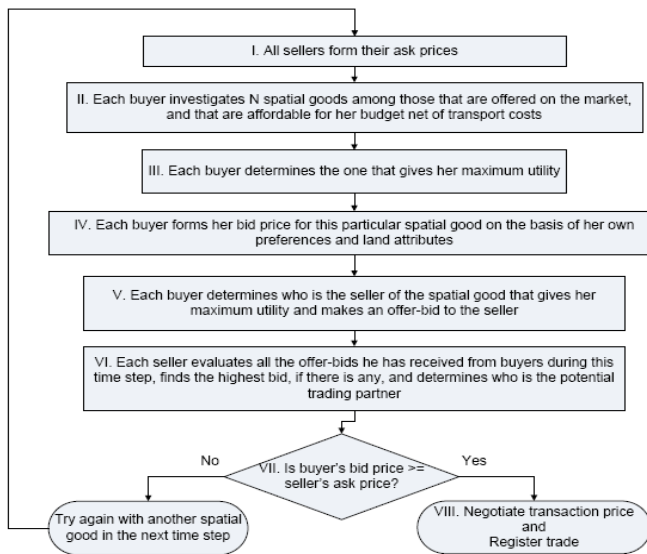 I. All sellers form their ask prices
II. Each buyer investigates N spatial goods among those that are offered on the market,
and that are affordable for her budget net of transport costs
III. Each buyer determines the one that gives her maximum utility
IV. Each buyer forms her bid price for this particular spatial good on the basis of her own
preferences and land attributes
V. Each buyer determines who is the seller of the spatial good that gives her
maximum utility and makes an offer-bid to the seller
VI. Each seller evaluates all the offer-bids he has received from buyers during this
time step, finds the highest bid, if there is any, and determines who is the potential
trading partner
No
VII. Is buyer's bid price >=
seller's ask price?
Yes
Try again with another spatial
good in the next time step
VIII. Negotiate transaction price
and
Register trade